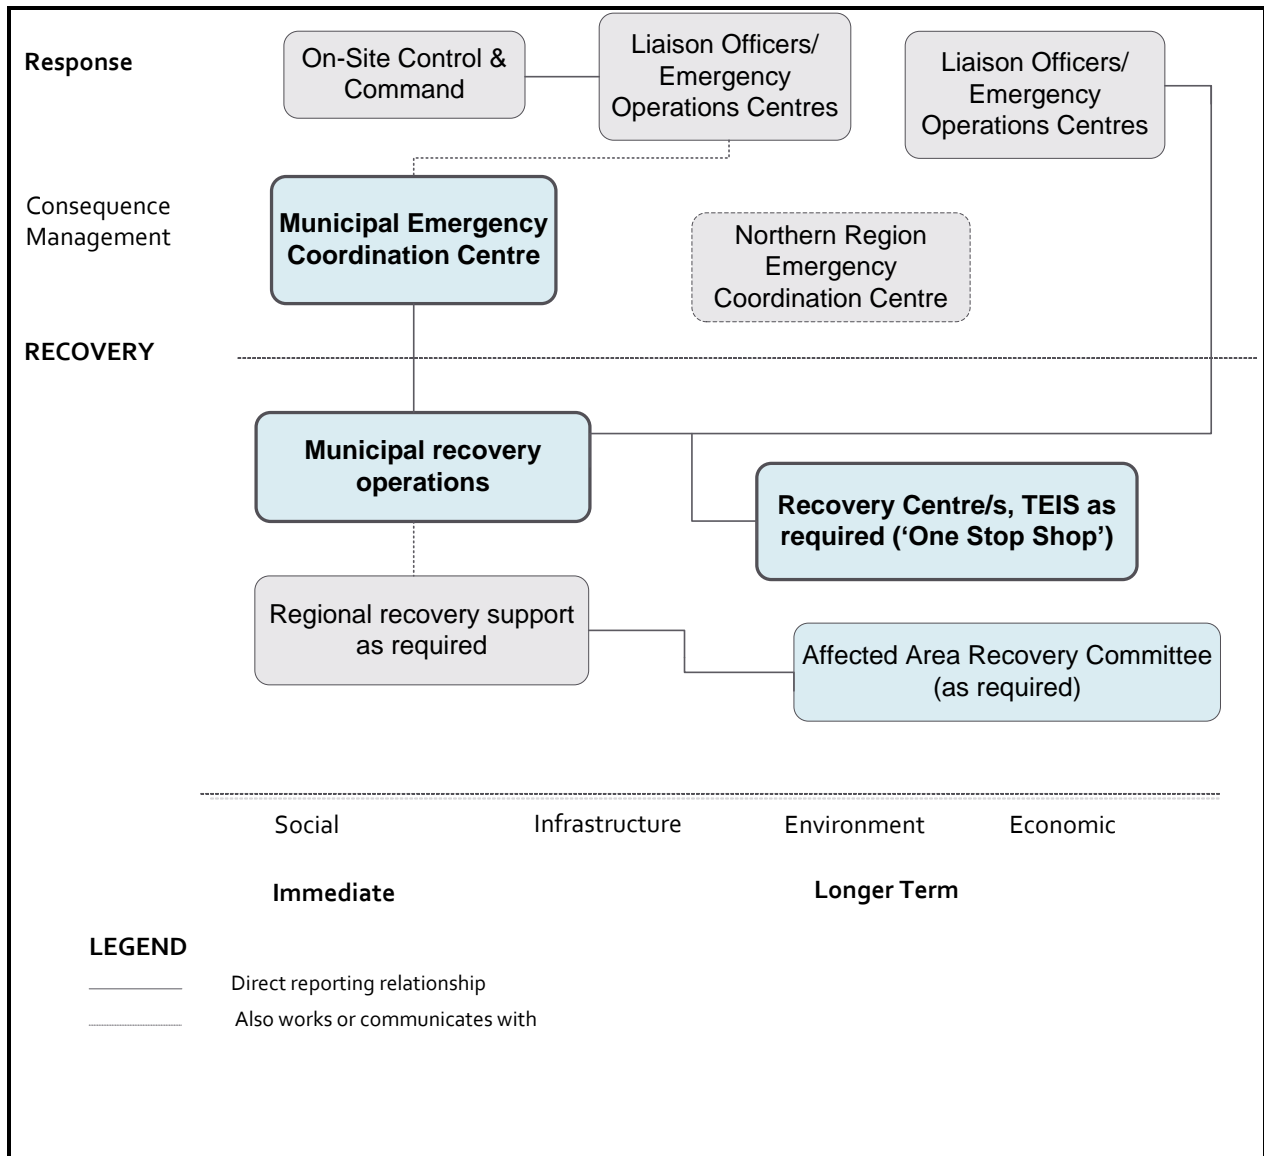 Response
On-Site Control &
Command
Liaison Officers/
Emergency
Operations Centres
Liaison Officers/
Emergency
Operations Centres
Consequence
Management
Municipal Emergency
Coordination Centre
Northern Region
Emergency
Coordination Centre
RECOVERY
Municipal recovery
operations
Recovery Centre/s, TEIS as
required (‘One Stop Shop’)
Regional recovery support
as required
Affected Area Recovery Committee
(as required)
Social
Infrastructure
Environment
Economic
Immediate
Longer Term
LEGEND
Direct reporting relationship
Also works or communicates with